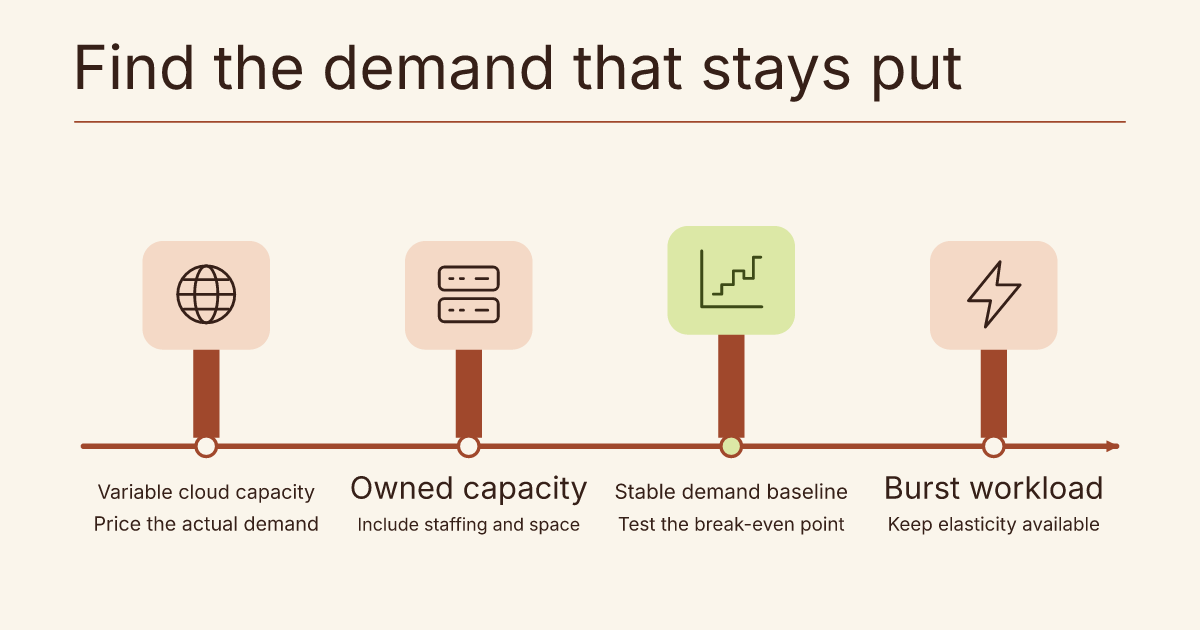 Find the demand that stays put
Variable cloud capacity
Price the actual demand
Owned capacity
Include staffing and space
Stable demand baseline
Test the break-even point
Burst workload
Keep elasticity available